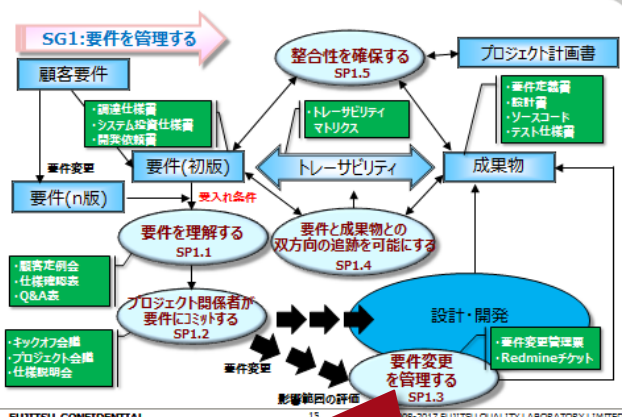 SG1:要件を管理する
顧客要件
・調達仕様書
・システム投資仕様書
・開発依頼書
要件変更
要件(初版)
要件(n版)
受入れ条件
整合性を確保する
SP1.5
プロジェクト計画書
・トレーサビリティ
マトリクス
・要件定義書
・設計書
・ソースコード
・テスト仕様書
トレーサビリティ
成果物
要件を理解する
SP1.1
要件と成果物との
双方向の追跡を可能にする
SP1.4
・顧客定例会
・仕様確認表
・Q&A表
プロジェクト関係者が
要件にコミットする
SP1.2
設計・開発
・キックオフ会議
・プロジェクト会議
・仕様説明会
要件変更
影響範囲の評価
要件変更
を管理する
SP1.3
・要件変更管理票
・Redmineチケット
FUJITSU CONFIDENTIAL
15
2017 FUJITSU QUALITY LABORATORY LIMITED